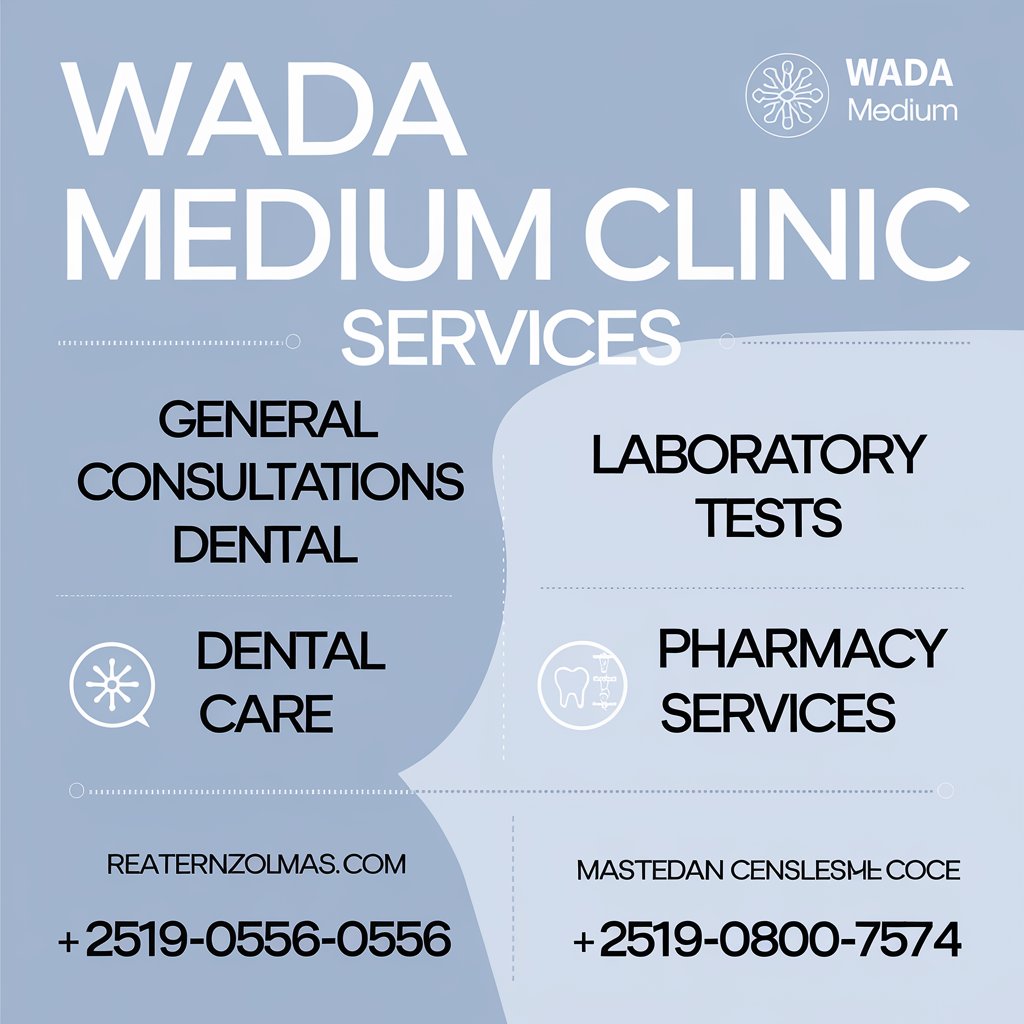 WADA
Medium
WADA
MEDIUM CLINIC
SERVICES
GENERAL
CONSULTATIONS
DENTAL
LABORATORY
TESTS
DENTAL
CARE
PHARMACY
SERVICES
REATERNZOLMAS.COM
+2519-0556-0556
MASTEDAN COCE
+2519-0800-7574